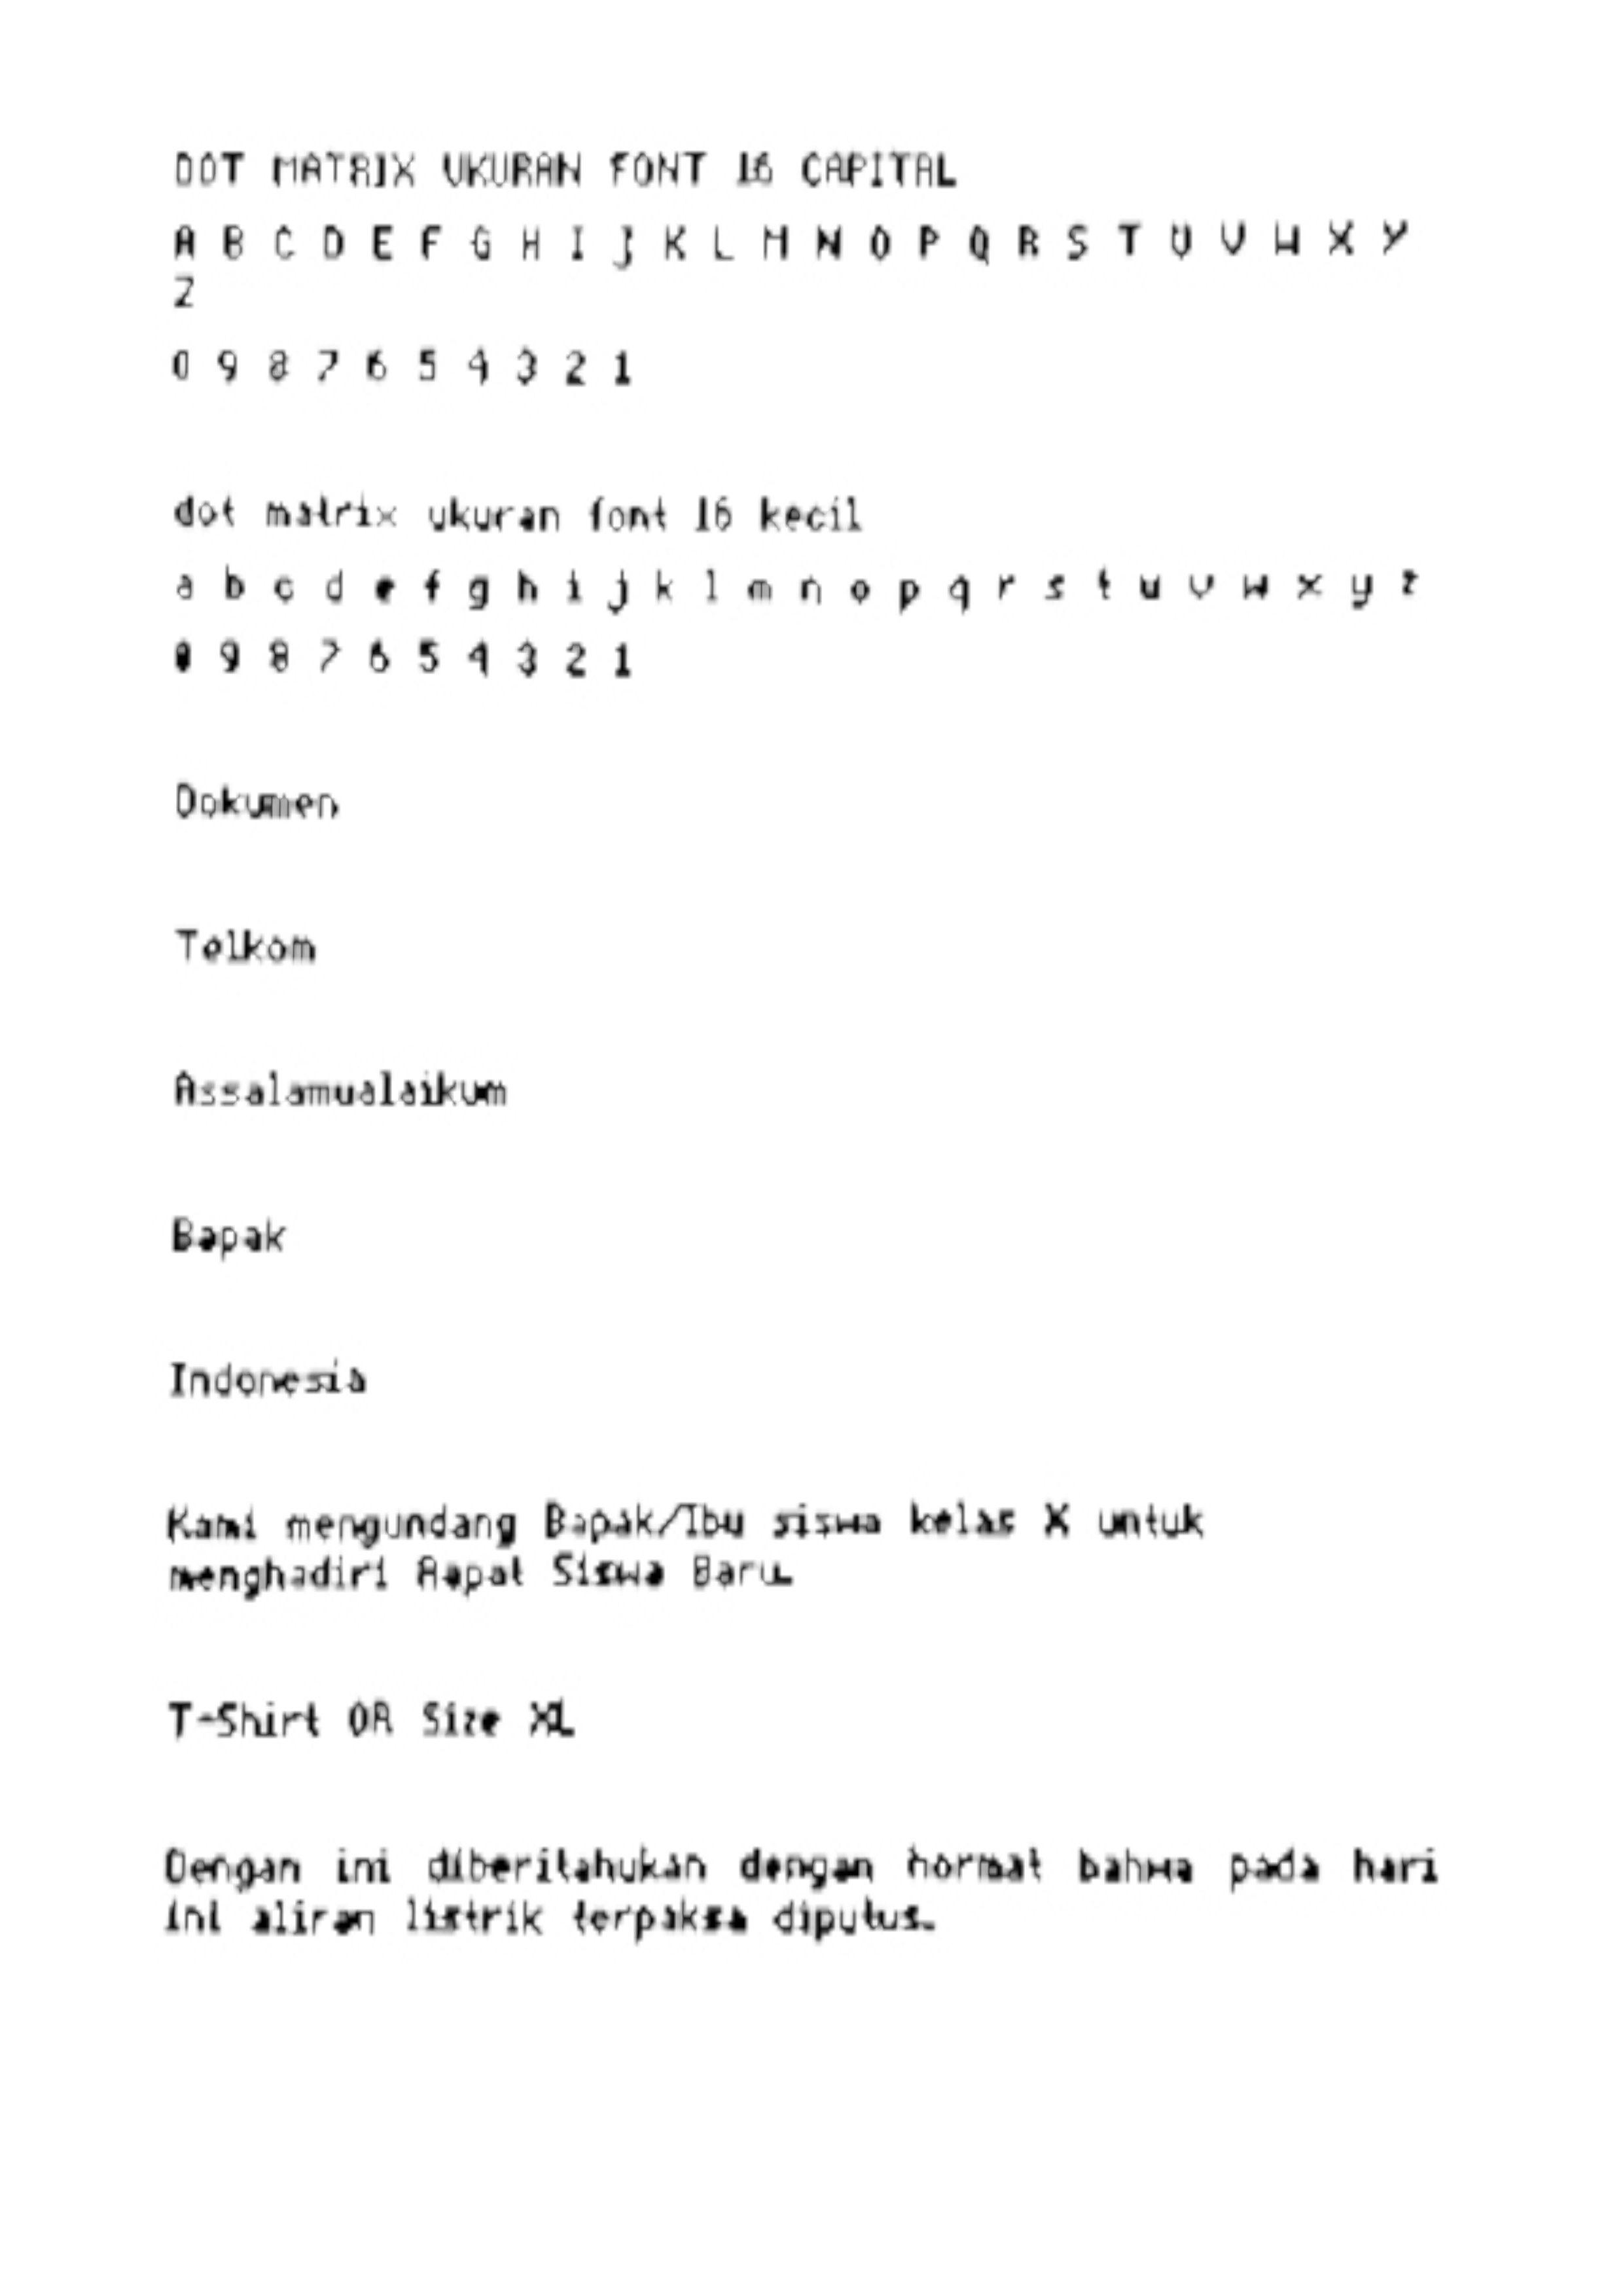 DOT MATRIX UKURAN FONT 16 CAPITAL
A B C D E F G H I J K L M N O P Q R S T U V W X Y
Z
0 9 8 7 6 5 4 3 2 1
dot matrix ukuran font 16 kecil
a b c d e f g h i j k l m n o p q r s t u v w x y z
0 9 8 7 6 5 4 3 2 1
Dokumen
Telkom
Assalamualaikum
Bapak
Indonesia
Kami mengundang Bapak/Ibu siswa kelas X untuk
menghadiri Rapat Siswa Baru.
T-Shirt OR Size XL
Dengan ini diberitahukan dengan hormat bahwa pada hari
ini aliran listrik terpaksa diputus.